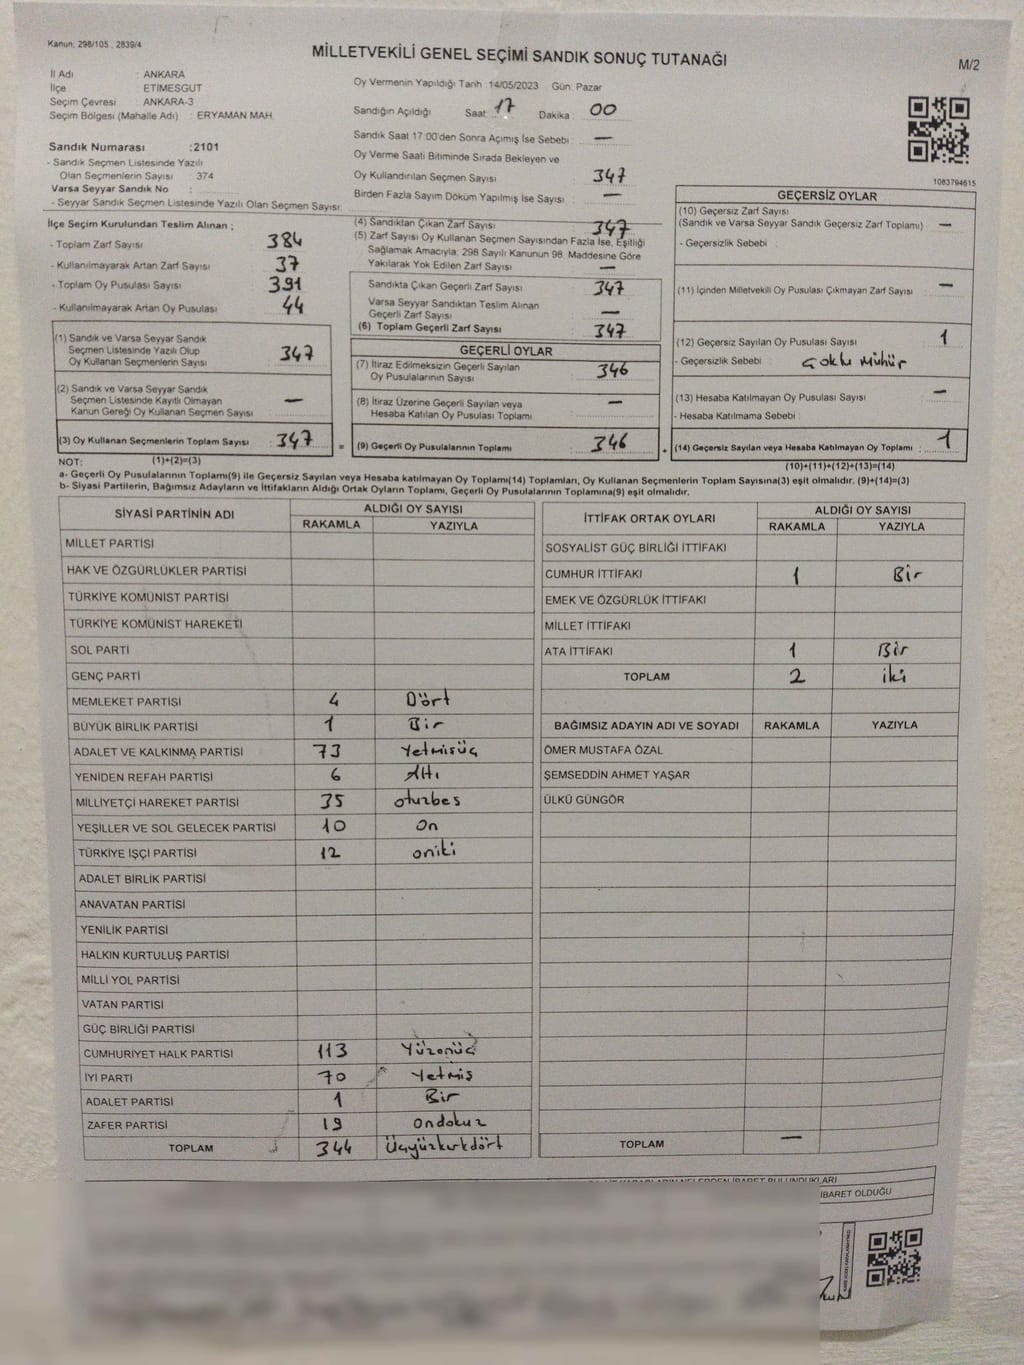 Kanun; 298/105 , 2839/4
MİLLETVEKİLİ GENEL SEÇİMİ SANDIK SONUÇ TUTANAĞI
M/2
İl Adı : ANKARA
İlçe ETİMESGUT
Seçim Çevresi : ANKARA-3
Seçim Bölgesi (Mahalle Adı) : ERYAMAN MAH.
Sandık Numarası :2101
- Sandık Seçmen Listesinde Yazılı
Olan Seçmenlerin Sayısı 374
Varsa Seyyar Sandık No :
- Seyyar Sandık Seçmen Listesinde Yazılı Olan Seçmen Sayısı:
Oy Vermenin Yapıldığı Tarih :14/05/2023 Gün: Pazar
Sandığın Açıldığı Saat: 17 Dakika : 00
Sandık Saat 17:00'den Sonra Açımış İse Sebebi : —
Oy Verme Saati Bitiminde Sırada Bekleyen ve
Oy Kullandırılan Seçmen Sayısı : 347
Birden Fazla Sayım Döküm Yapılmış İse Sayısı : —
1083794615
İlçe Seçim Kurulundan Teslim Alınan ;
- Toplam Zarf Sayısı : 384
- Kullanılmayarak Artan Zarf Sayısı : 37
- Toplam Oy Pusulası Sayısı : 391
- Kullanılmayarak Artan Oy Pusulası : 44
(1) Sandık ve Varsa Seyyar Sandık
Seçmen Listesinde Yazılı Olup
Oy Kullanan Seçmenlerin Sayısı : 347
(2) Sandık ve Varsa Seyyar Sandık
Seçmen Listesinde Kayıtlı Olmayan
Kanun Gereği Oy Kullanan Seçmen Sayısı : —
(3) Oy Kullanan Seçmenlerin Toplam Sayısı : 347 =
(4) Sandıktan Çıkan Zarf Sayısı : 347
(5) Zarf Sayısı Oy Kullanan Seçmen Sayısından Fazla İse, Eşitliği
Sağlamak Amacıyla; 298 Sayılı Kanunun 98. Maddesine Göre
Yakılarak Yok Edilen Zarf Sayısı : —
Sandıkta Çıkan Geçerli Zarf Sayısı : 347
Varsa Seyyar Sandıktan Teslim Alınan
Geçerli Zarf Sayısı : —
(6) Toplam Geçerli Zarf Sayısı : 347
GEÇERLİ OYLAR
(7) İtiraz Edilmeksizin Geçerli Sayılan
Oy Pusulalarının Sayısı : 346
(8) İtiraz Üzerine Geçerli Sayılan veya
Hesaba Katılan Oy Pusulası Toplamı : —
(9) Geçerli Oy Pusulalarının Toplamı : 346 +
GEÇERSİZ OYLAR
(10) Geçersiz Zarf Sayısı
(Sandık ve Varsa Seyyar Sandık Geçersiz Zarf Toplamı) : —
- Geçersizlik Sebebi :
(11) İçinden Milletvekili Oy Pusulası Çıkmayan Zarf Sayısı : —
(12) Geçersiz Sayılan Oy Pusulası Sayısı : 1
- Geçersizlik Sebebi : Çoklu Mühür
(13) Hesaba Katılmayan Oy Pusulası Sayısı : —
- Hesaba Katılmama Sebebi :
(14) Geçersiz Sayılan veya Hesaba Katılmayan Oy Toplamı : 1
NOT: (1)+(2)=(3)
(10)+(11)+(12)+(13)=(14)
a- Geçerli Oy Pusulalarının Toplamı(9) ile Geçersiz Sayılan veya Hesaba katılmayan Oy Toplamı(14) Toplamları, Oy Kullanan Seçmenlerin Toplam Sayısına(3) eşit olmalıdır. (9)+(14)=(3)
b- Siyasi Partilerin, Bağımsız Adayların ve İttifakların Aldığı Ortak Oyların Toplamı, Geçerli Oy Pusulalarının Toplamına(9) eşit olmalıdır.
SİYASİ PARTİNİN ADI ALDIĞI OY SAYISI
RAKAMLA YAZIYLA
MİLLET PARTİSİ
HAK VE ÖZGÜRLÜKLER PARTİSİ
TÜRKİYE KOMÜNİST PARTİSİ
TÜRKİYE KOMÜNİST HAREKETİ
SOL PARTİ
GENÇ PARTİ
MEMLEKET PARTİSİ 4 Dört
BÜYÜK BİRLİK PARTİSİ 1 Bir
ADALET VE KALKINMA PARTİSİ 73 Yetmişüç
YENİDEN REFAH PARTİSİ 6 Altı
MİLLİYETÇİ HAREKET PARTİSİ 35 otuzbes
YEŞİLLER VE SOL GELECEK PARTİSİ 10 On
TÜRKİYE İŞÇİ PARTİSİ 12 oniki
ADALET BİRLİK PARTİSİ
ANAVATAN PARTİSİ
YENİLİK PARTİSİ
HALKIN KURTULUŞ PARTİSİ
MİLLİ YOL PARTİSİ
VATAN PARTİSİ
GÜÇ BİRLİĞİ PARTİSİ
CUMHURİYET HALK PARTİSİ 113 Yüzonüç
İYİ PARTİ 70 Yetmiş
ADALET PARTİSİ 1 Bir
ZAFER PARTİSİ 19 ondokuz
TOPLAM 344 Üçyüzkırkdört
İTTİFAK ORTAK OYLARI ALDIĞI OY SAYISI
RAKAMLA YAZIYLA
SOSYALİST GÜÇ BİRLİĞİ İTTİFAKI
CUMHUR İTTİFAKI 1 Bir
EMEK VE ÖZGÜRLÜK İTTİFAKI
MİLLET İTTİFAKI
ATA İTTİFAKI 1 Bir
TOPLAM 2 iki
BAĞIMSIZ ADAYIN ADI VE SOYADI RAKAMLA YAZIYLA
ÖMER MUSTAFA ÖZAL
ŞEMSEDDİN AHMET YAŞAR
ÜLKÜ GÜNGÖR
TOPLAM —
İBARET OLDUĞU